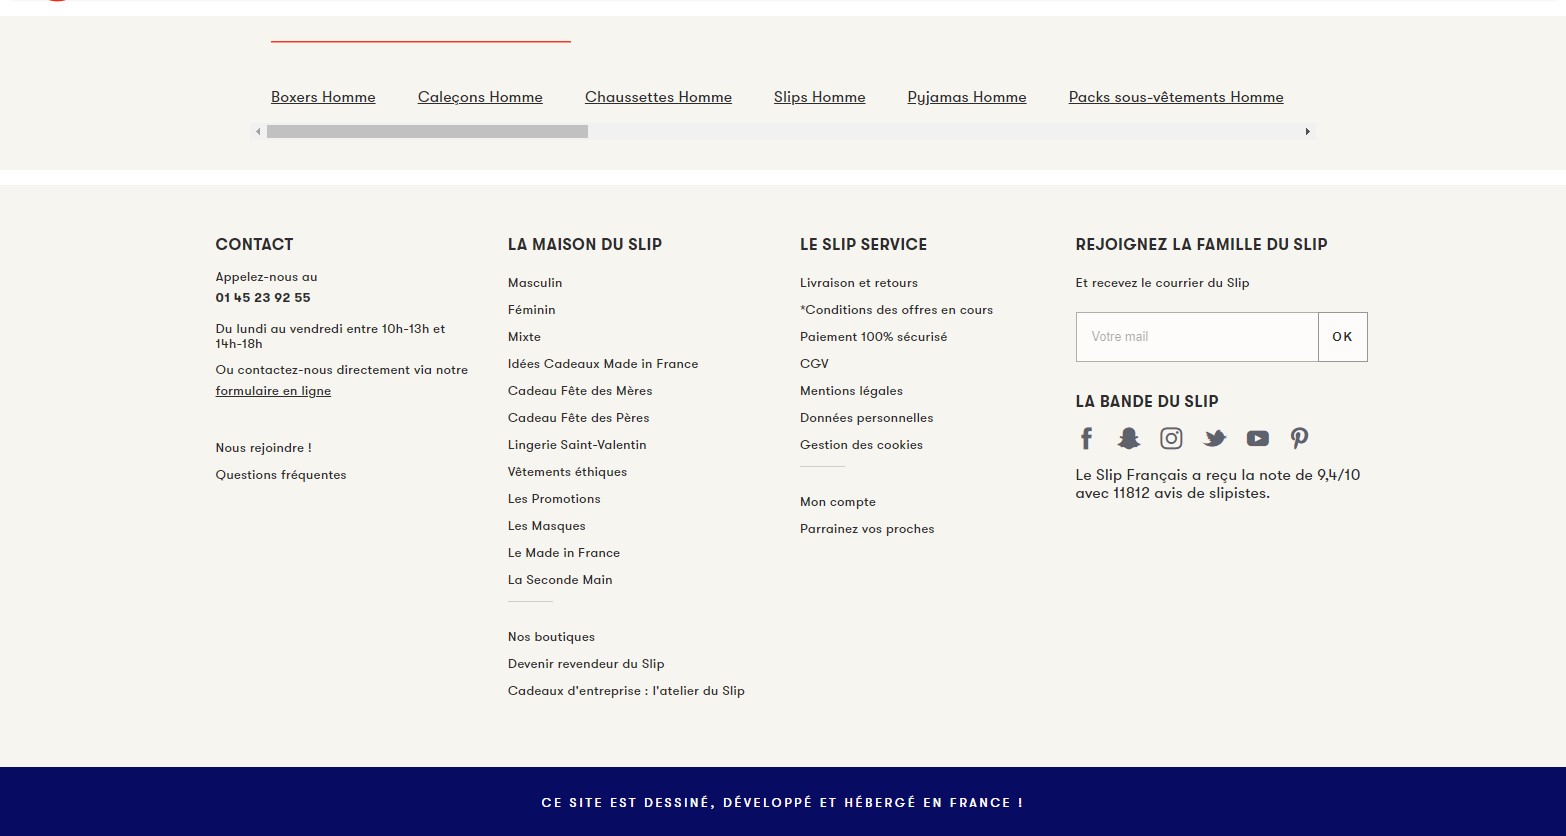 Boxers Homme Caleçons Homme Chaussettes Homme Slips Homme Pyjamas Homme Packs sous-vêtements Homme
CONTACT
Appelez-nous au
01 45 23 92 55
Du lundi au vendredi entre 10h-13h et
14h-18h
Ou contactez-nous directement via notre
formulaire en ligne
Nous rejoindre !
Questions fréquentes
LA MAISON DU SLIP
Masculin
Féminin
Mixte
Idées Cadeaux Made in France
Cadeau Fête des Mères
Cadeau Fête des Pères
Lingerie Saint-Valentin
Vêtements éthiques
Les Promotions
Les Masques
Le Made in France
La Seconde Main
Nos boutiques
Devenir revendeur du Slip
Cadeaux d'entreprise : l'atelier du Slip
LE SLIP SERVICE
Livraison et retours
*Conditions des offres en cours
Paiement 100% sécurisé
CGV
Mentions légales
Données personnelles
Gestion des cookies
Mon compte
Parrainez vos proches
REJOIGNEZ LA FAMILLE DU SLIP
Et recevez le courrier du Slip
Votre mail OK
LA BANDE DU SLIP
Le Slip Français a reçu la note de 9,4/10
avec 11812 avis de slipistes.
CE SITE EST DESSINÉ, DÉVELOPPÉ ET HÉBERGÉ EN FRANCE !